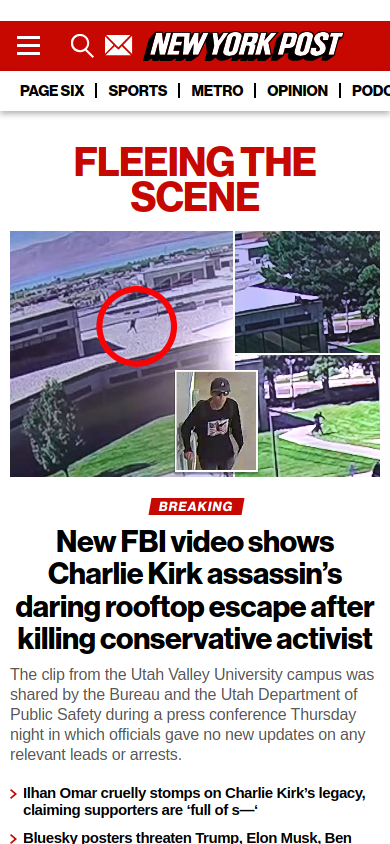 NEW YORK POST
PAGE SIX
SPORTS
METRO
OPINION
PODC
FLEEING THE
SCENE
BREAKING
New FBI video shows
Charlie Kirk assassin’s
daring rooftop escape after
killing conservative activist
The clip from the Utah Valley University campus was
shared by the Bureau and the Utah Department of
Public Safety during a press conference Thursday
night in which officials gave no new updates on any
relevant leads or arrests.
Ilhan Omar cruelly stomps on Charlie Kirk’s legacy,
claiming supporters are ‘full of s—‘
Bluesky posters threaten Trump, Elon Musk, Ben